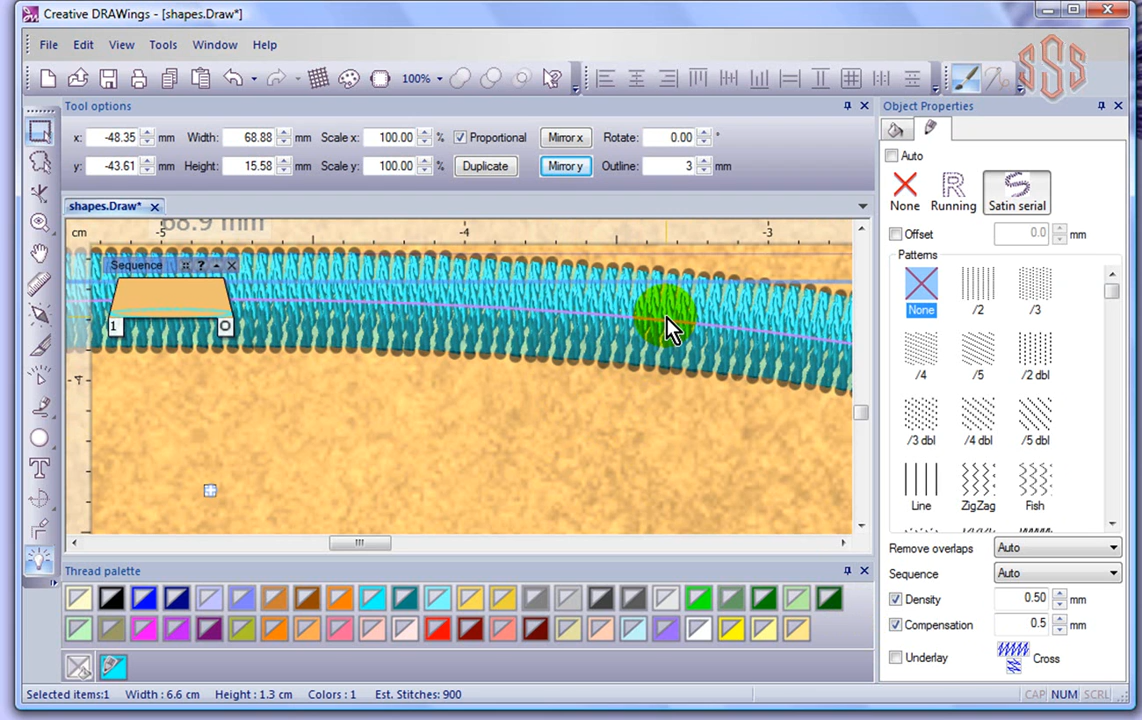 Creative DRAWings - [shapes.Draw*]
File Edit View Tools Window Help
100%
SSS
Tool options
Object Properties
x: -48.35 mm Width: 68.88 mm Scale x: 100.00 % Proportional Mirror x Rotate: 0.00 °
y: -43.61 mm Height: 15.58 mm Scale y: 100.00 % Duplicate Mirror y Outline: 3 mm
Auto
None Running Satin serial
Offset 0.0 mm
Patterns
None /2 /3
/4 /5 /2 dbl
/3 dbl /4 dbl /5 dbl
Line ZigZag Fish
Remove overlaps Auto
Sequence Auto
Density 0.50 mm
Compensation 0.5 mm
Underlay Cross
shapes.Draw*
68.9 mm
cm -5 -4 -3
Sequence ?
1
-4
Thread palette
Selected items:1 Width : 6.6 cm Height : 1.3 cm Colors : 1 Est. Stitches: 900 CAP NUM SCRL